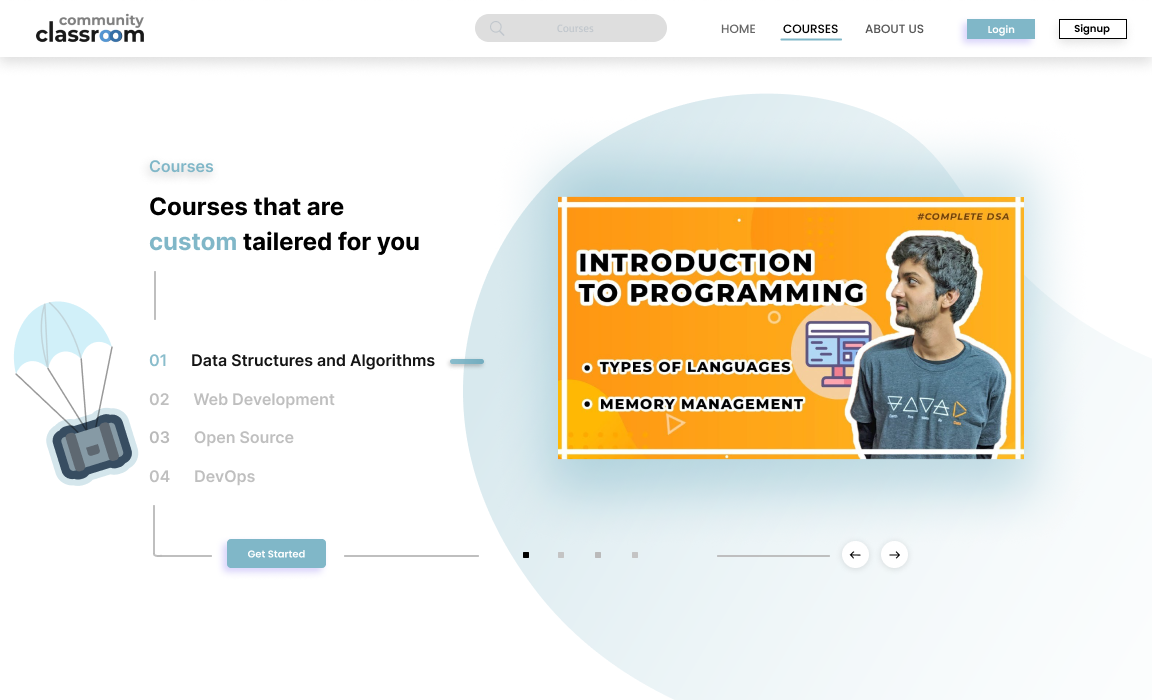 community
classroom
Courses
HOME
COURSES
ABOUT US
Login
Signup
Courses
Courses that are
custom tailered for you
01 Data Structures and Algorithms
02 Web Development
03 Open Source
04 DevOps
Get Started
#COMPLETE DSA
INTRODUCTION
TO PROGRAMMING
• TYPES OF LANGUAGES
• MEMORY MANAGEMENT